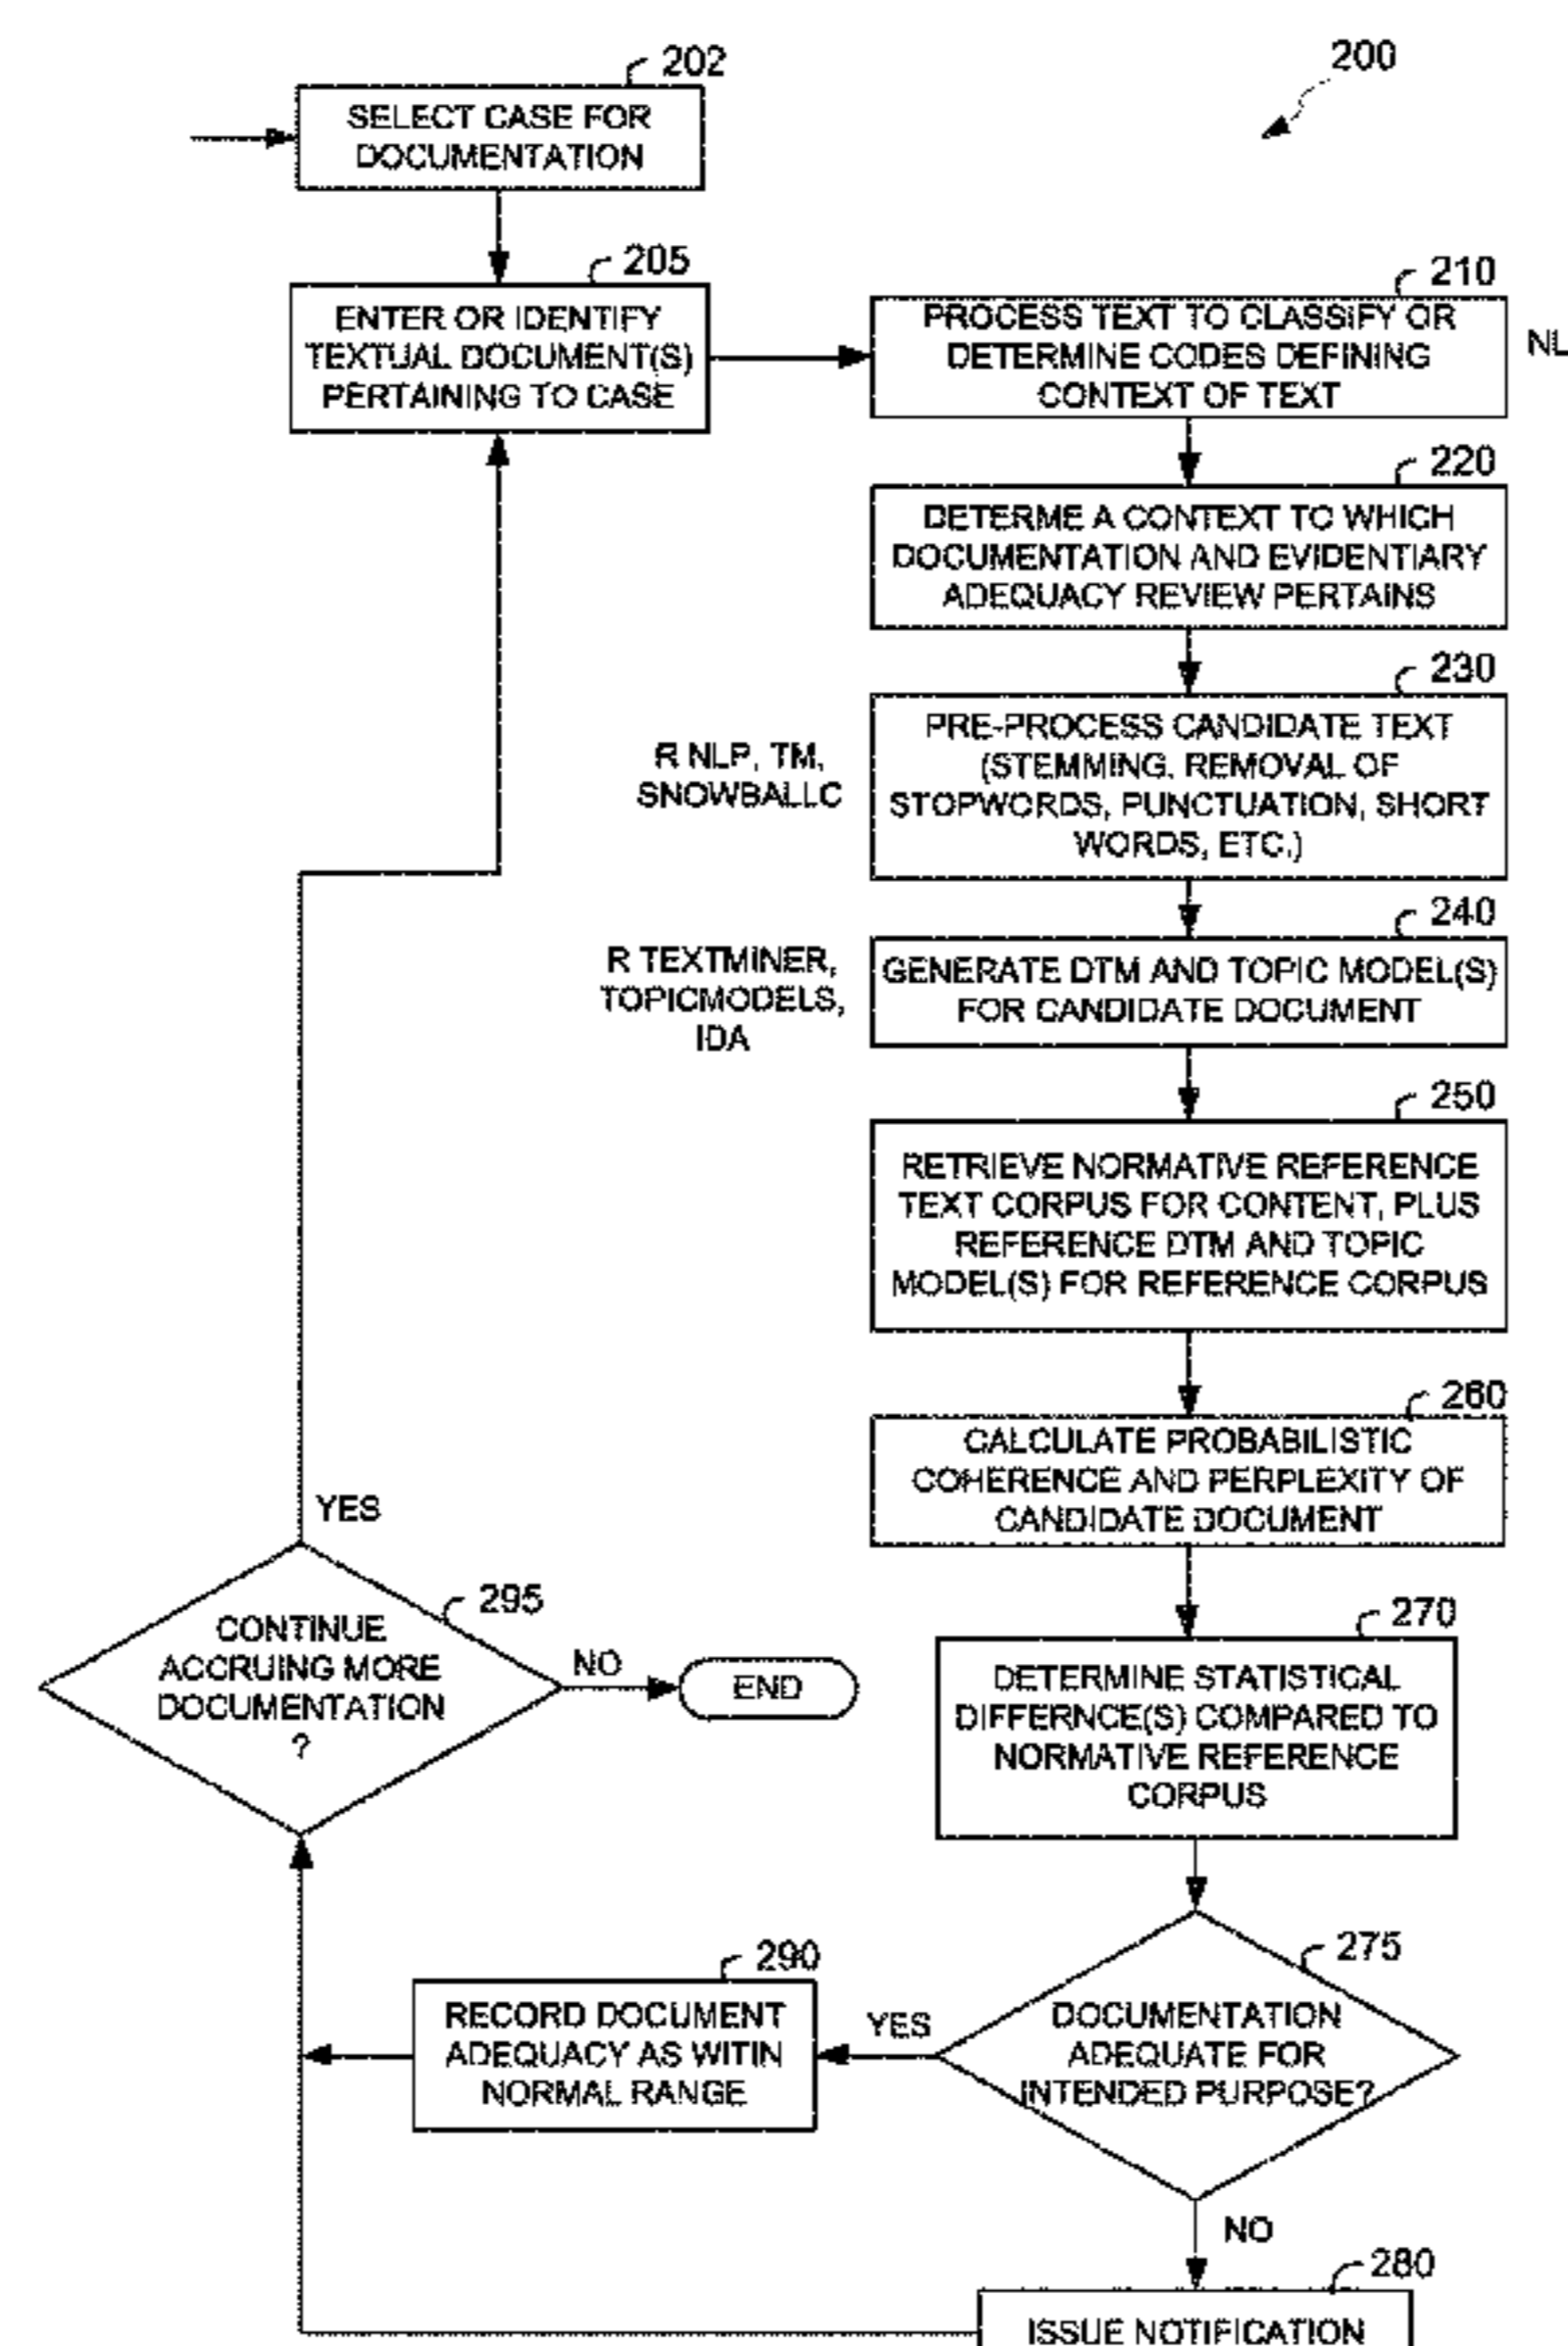 200
202
SELECT CASE FOR
DOCUMENTATION
205
ENTER OR IDENTIFY
TEXTUAL DOCUMENT(S)
PERTAINING TO CASE
210
PROCESS TEXT TO CLASSIFY OR
DETERMINE CODES DEFINING
CONTEXT OF TEXT
NL
220
DETERME A CONTEXT TO WHICH
DOCUMENTATION AND EVIDENTIARY
ADEQUACY REVIEW PERTAINS
230
PRE-PROCESS CANDIDATE TEXT
(STEMMING, REMOVAL OF
STOPWORDS, PUNCTUATION, SHORT
WORDS, ETC.)
R NLP, TM,
SNOWBALLC
240
GENERATE DTM AND TOPIC MODEL(S)
FOR CANDIDATE DOCUMENT
R TEXTMINER,
TOPICMODELS,
IDA
250
RETRIEVE NORMATIVE REFERENCE
TEXT CORPUS FOR CONTENT, PLUS
REFERENCE DTM AND TOPIC
MODEL(S) FOR REFERENCE CORPUS
260
CALCULATE PROBABILISTIC
COHERENCE AND PERPLEXITY OF
CANDIDATE DOCUMENT
270
DETERMINE STATISTICAL
DIFFERNCE(S) COMPARED TO
NORMATIVE REFERENCE
CORPUS
275
DOCUMENTATION
ADEQUATE FOR
INTENDED PURPOSE?
YES
NO
280
ISSUE NOTIFICATION
290
RECORD DOCUMENT
ADEQUACY AS WITIN
NORMAL RANGE
295
CONTINUE
ACCRUING MORE
DOCUMENTATION
?
YES
NO
END